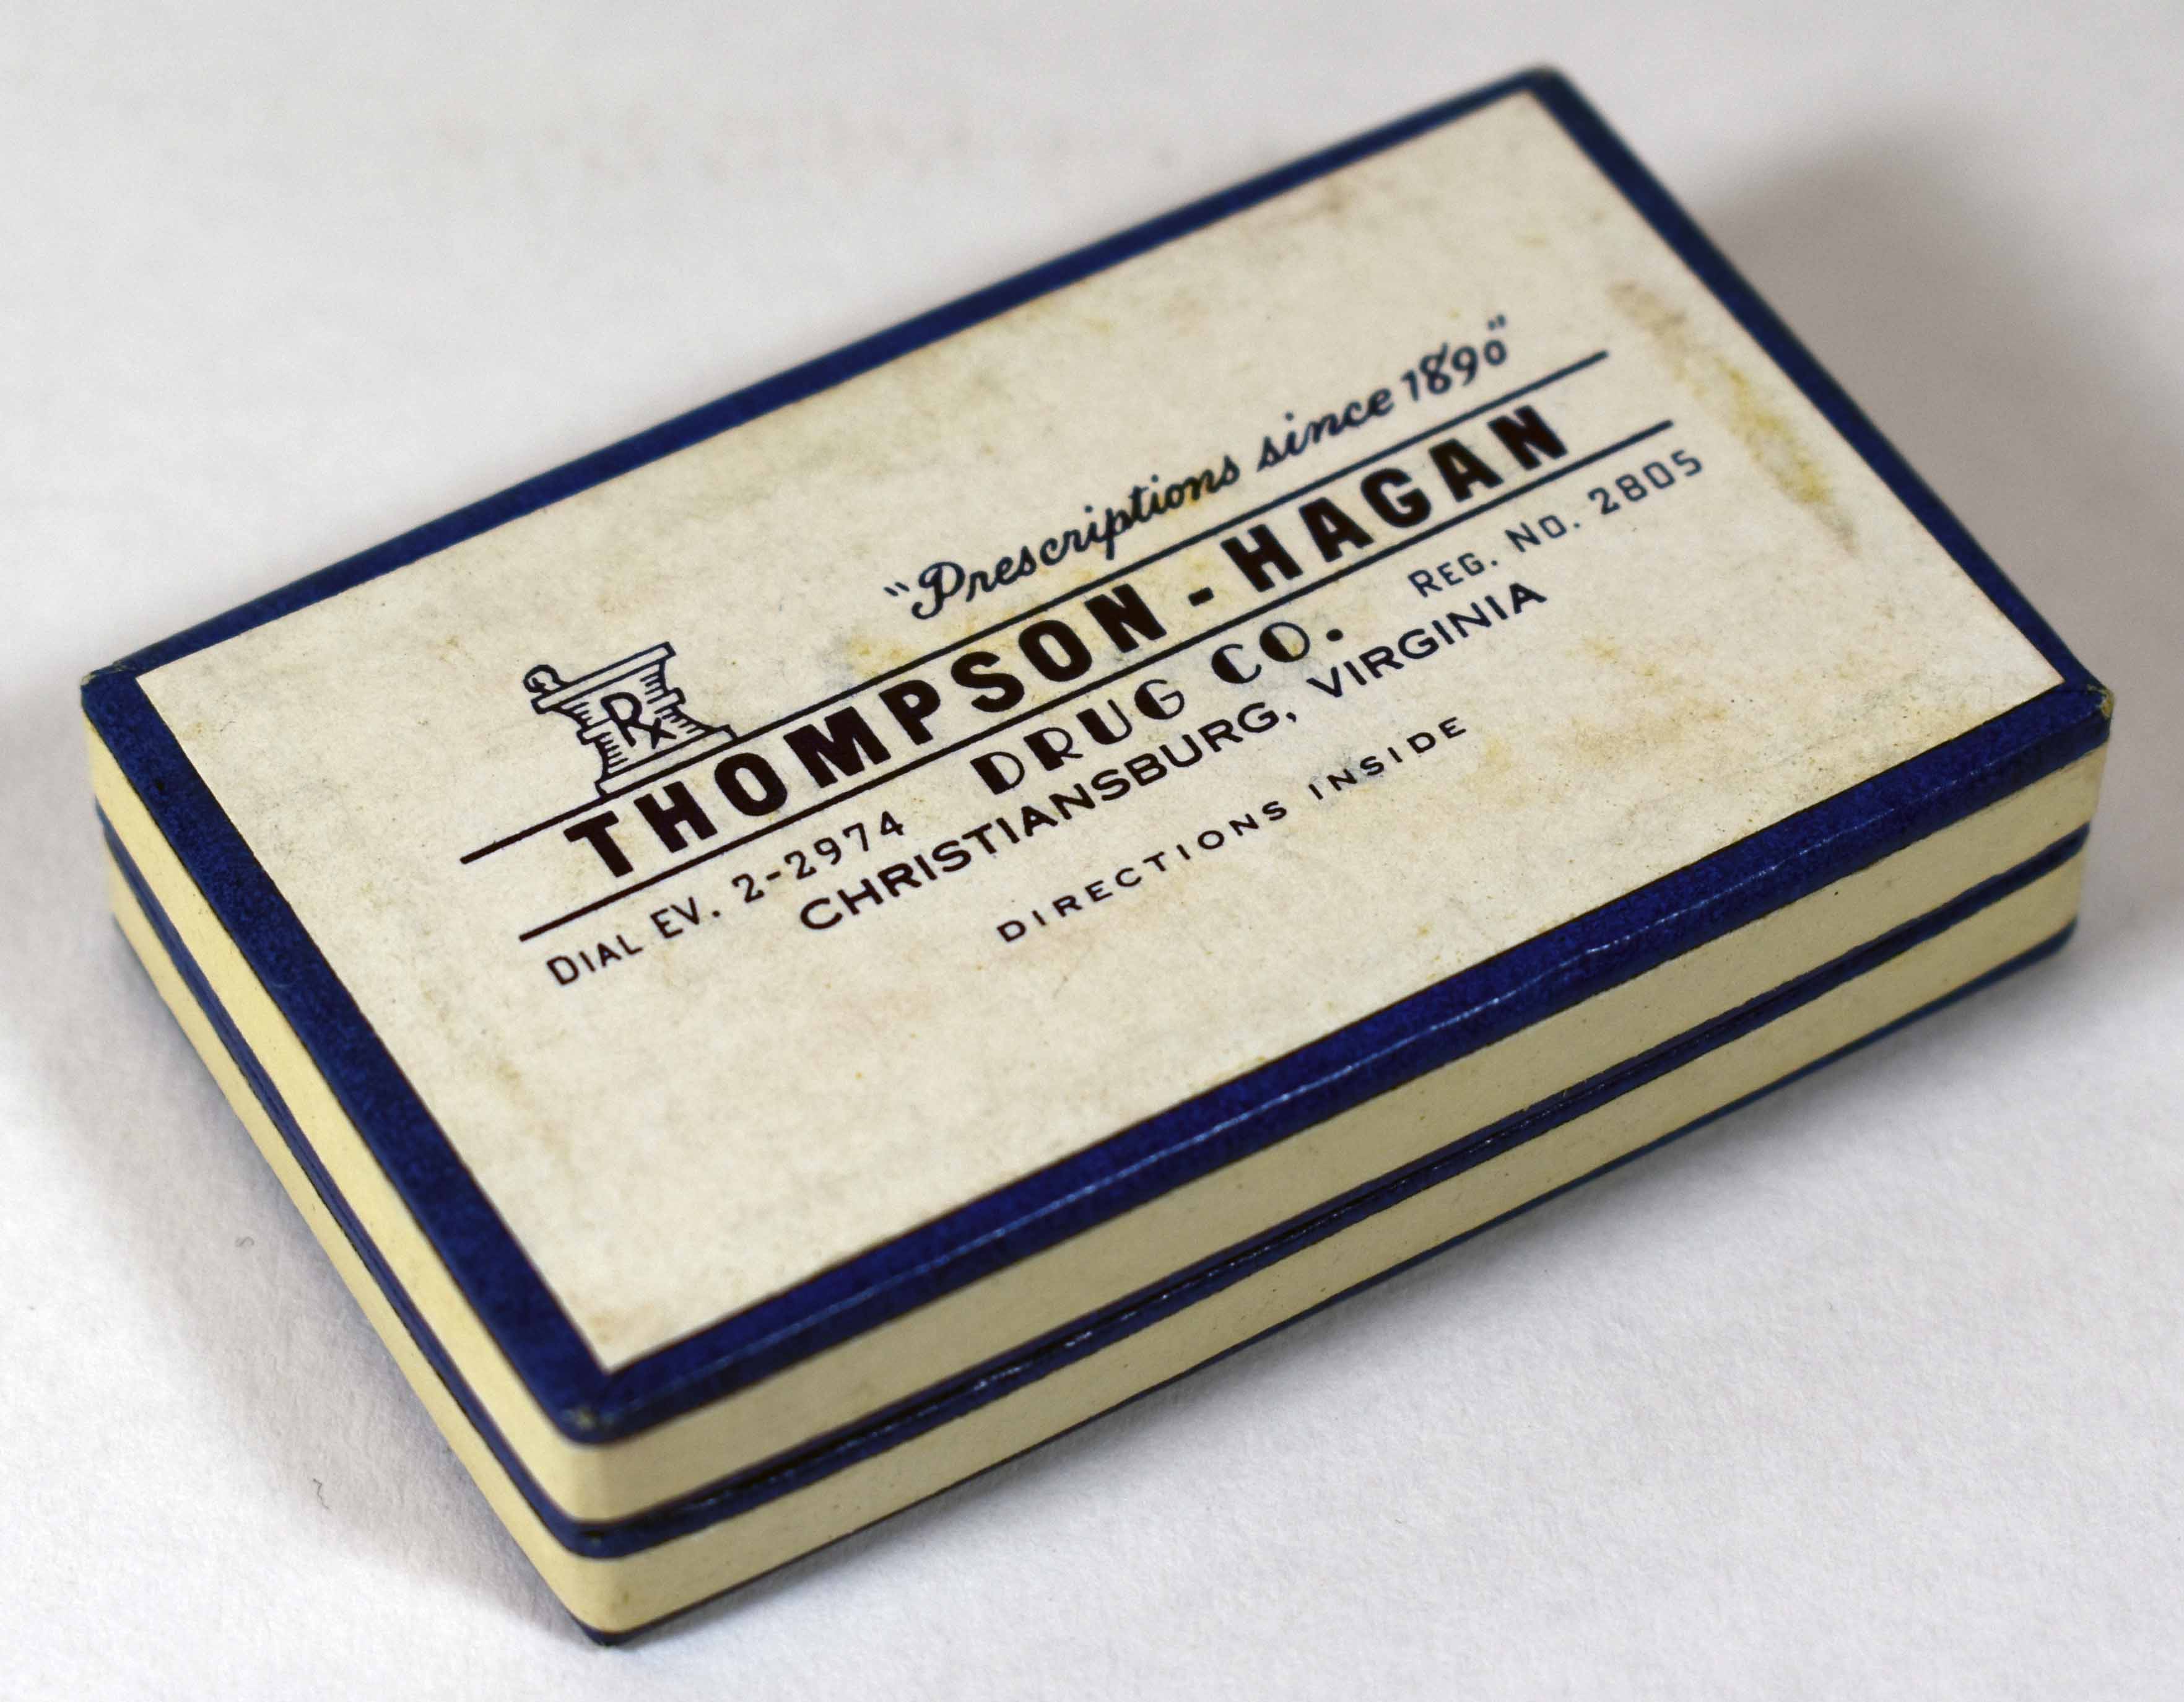 "Prescriptions since 1890"
Rx
THOMPSON-HAGAN
DIAL EV. 2-2974 DRUG CO. REG. NO. 2805
CHRISTIANSBURG, VIRGINIA
DIRECTIONS INSIDE